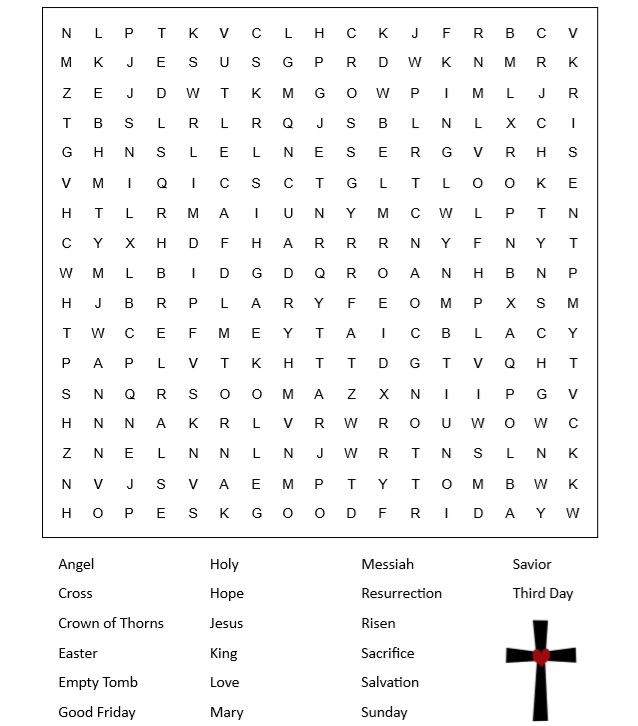 N L P T K V C L H C K J F R B C V
M K J E S U S G P R D W K N M R K
Z E J D W T K M G O W P I M L J R
T B S L R L R Q J S B L N L X C I
G H N S L E L N E S E R G V R H S
V M I Q I C S C T G L T L O O K E
H T L R M A I U N Y M C W L P T N
C Y X H D F H A R R R N Y F N Y T
W M L B I D G D Q R O A N H B N P
H J B R P L A R Y F E O M P X S M
T W C E F M E Y T A I C B L A C Y
P A P L V T K H T T D G T V Q H T
S N Q R S O O M A Z X N I I P G V
H N N A K R L V R W R O U W O W C
Z N E L N N L N J W R T N S L N K
N V J S V A E M P T Y T O M B W K
H O P E S K G O O D F R I D A Y W
Angel Holy Messiah Savior
Cross Hope Resurrection Third Day
Crown of Thorns Jesus Risen
Easter King Sacrifice
Empty Tomb Love Salvation
Good Friday Mary Sunday